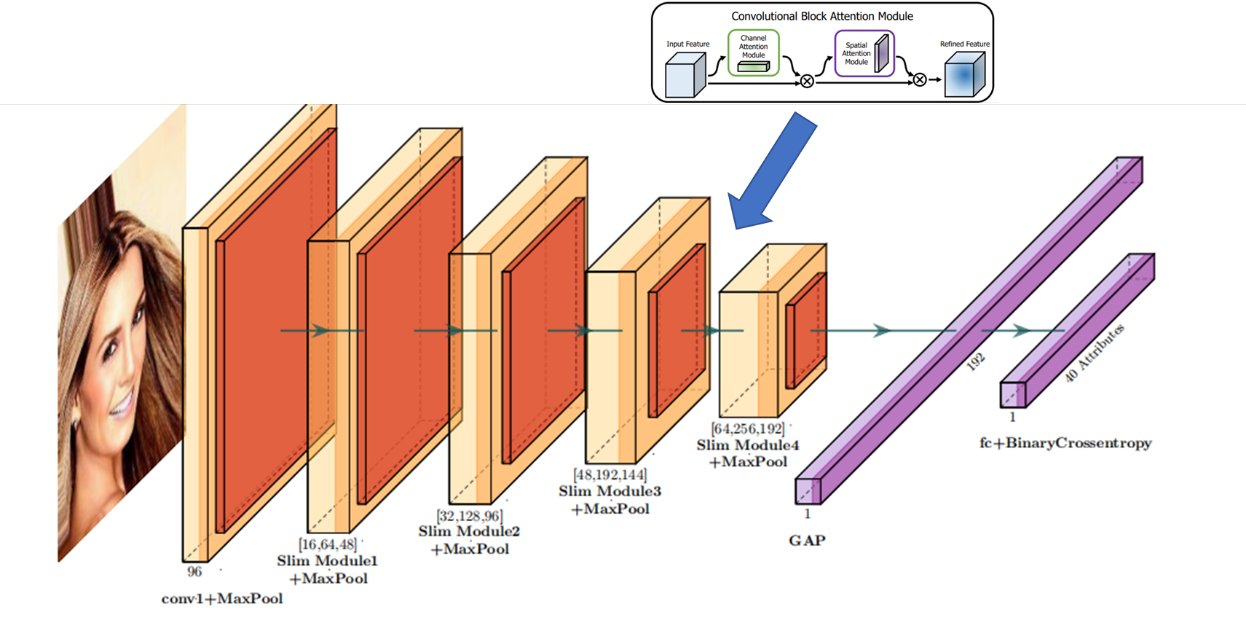 Convolutional Block Attention Module
Input Feature
Channel
Attention
Module
Spatial
Attention
Module
Refined Feature
96
conv1+MaxPool
[16,64,48]
Slim Module1
+MaxPool
[32,128,96]
Slim Module2
+MaxPool
[48,192,144]
Slim Module3
+MaxPool
[64,256,192]
Slim Module4
+MaxPool
1
GAP
192
1
40 Attributes
fc+BinaryCrossentropy